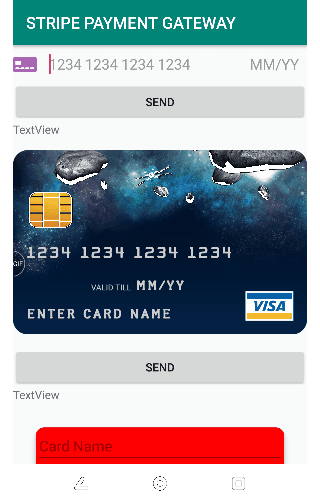 STRIPE PAYMENT GATEWAY
1234 1234 1234 1234 MM/YY
SEND
TextView
1234 1234 1234 1234
GIF
VALID TILL MM/YY
ENTER CARD NAME
VISA
SEND
TextView
Card Name